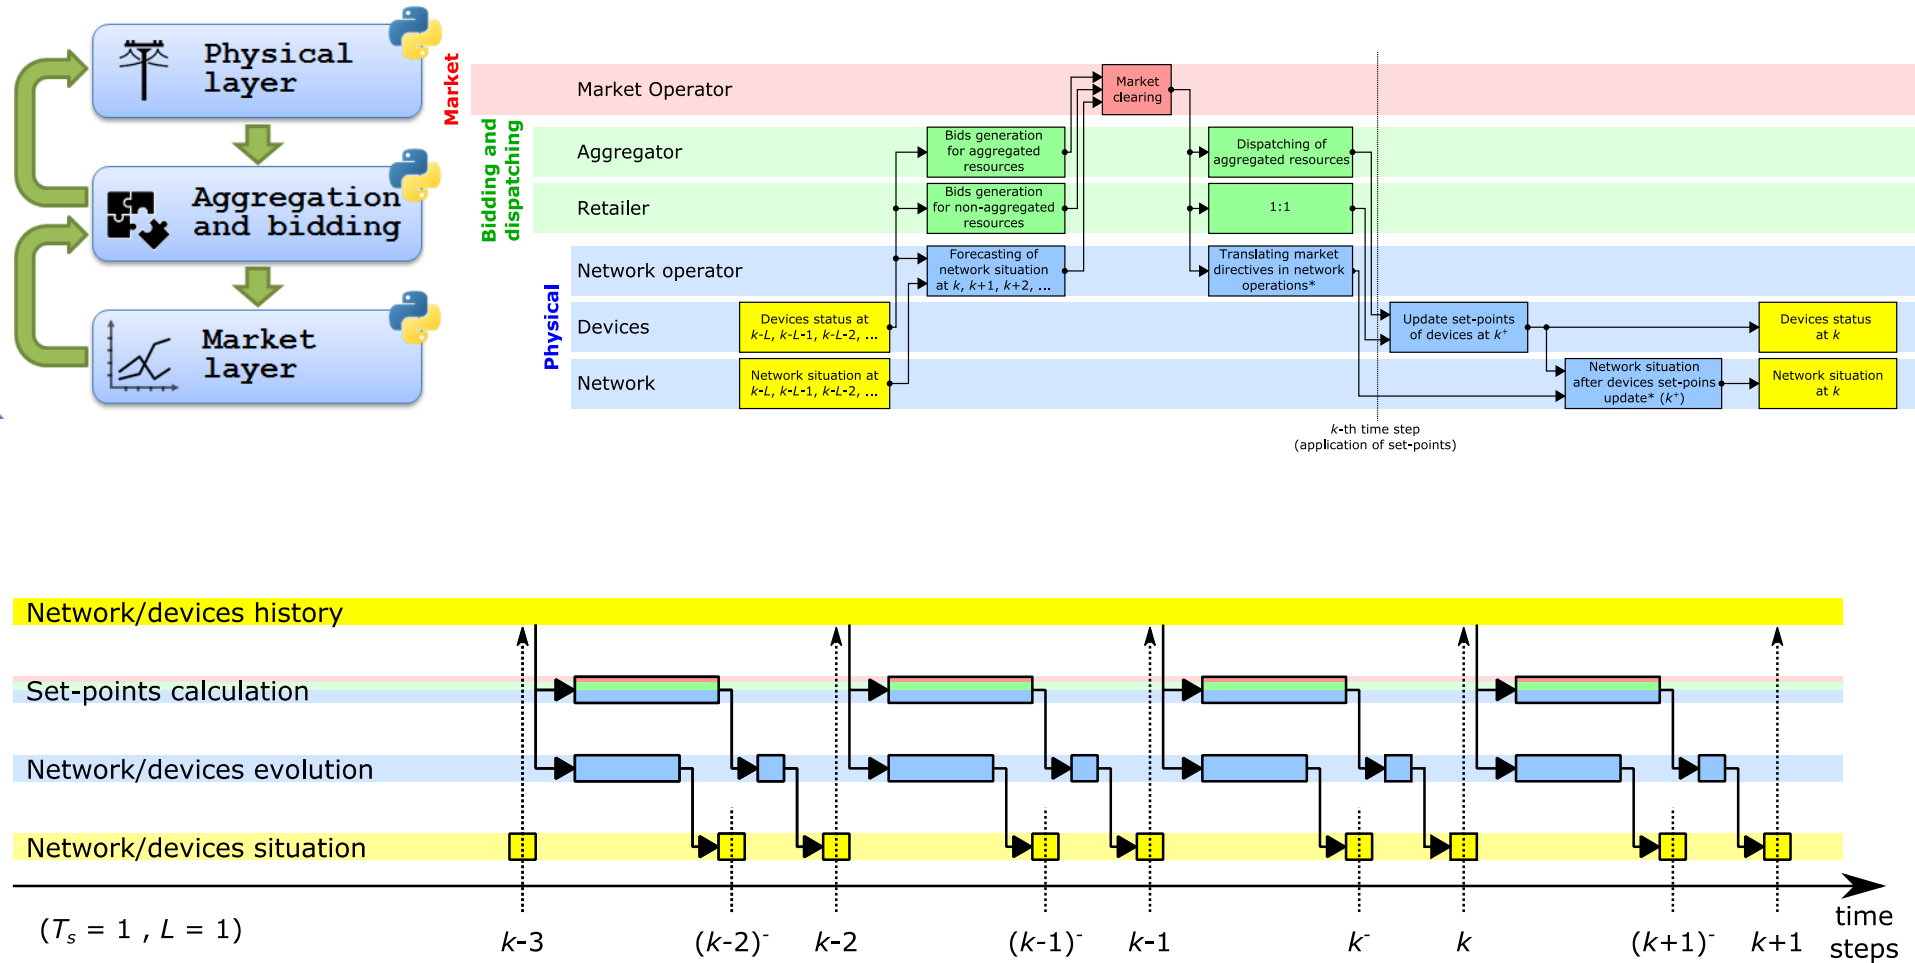 Physical
layer
Aggregation
and bidding
Market
layer
Market
Bidding and
dispatching
Physical
Market Operator
Market
clearing
Aggregator
Bids generation
for aggregated
resources
Dispatching of
aggregated resources
Retailer
Bids generation
for non-aggregated
resources
1:1
Network operator
Forecasting of
network situation
at k, k+1, k+2, ...
Translating market
directives in network
operations*
Devices
Devices status at
k-L, k-L-1, k-L-2, ...
Update set-points
of devices at k⁺
Devices status
at k
Network
Network situation at
k-L, k-L-1, k-L-2, ...
Network situation
after devices set-poins
update* (k⁺)
Network situation
at k
k-th time step
(application of set-points)
Network/devices history
Set-points calculation
Network/devices evolution
Network/devices situation
(Tₛ = 1 , L = 1)
k-3
(k-2)⁻
k-2
(k-1)⁻
k-1
k⁻
k
(k+1)⁻
k+1
time
steps